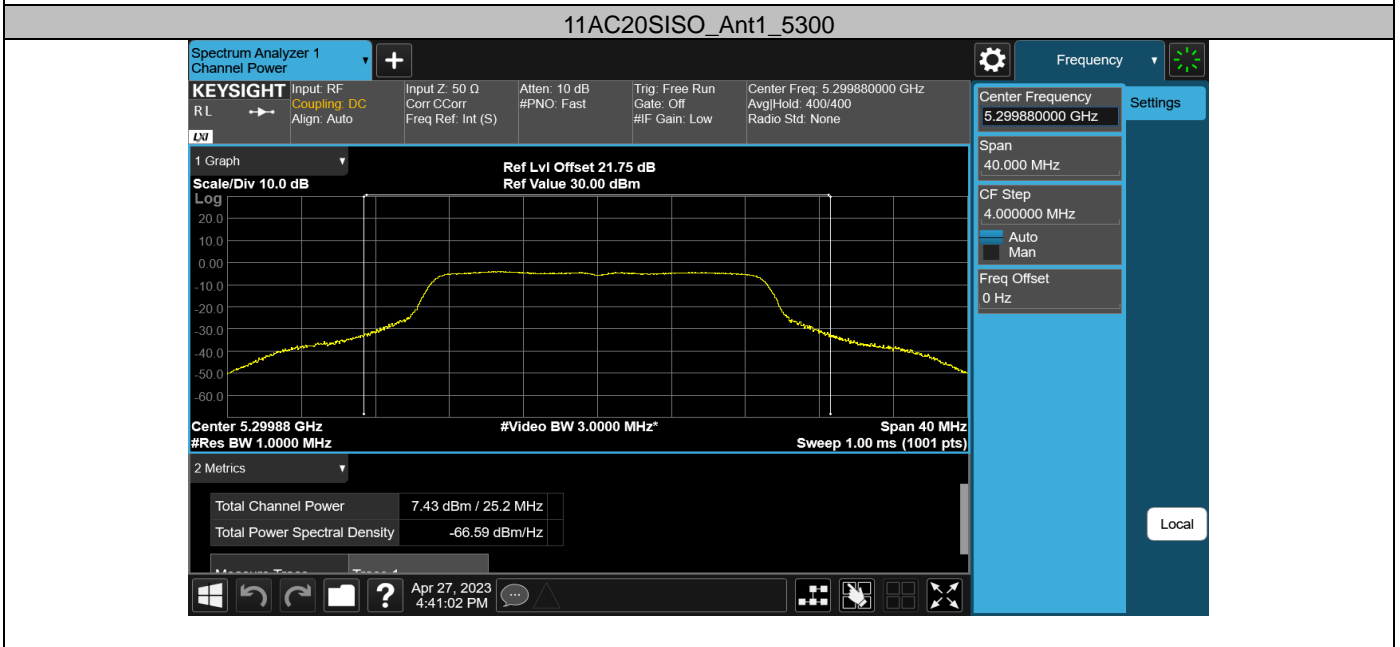 11AC20SISO_Ant1_5300
Spectrum Analyzer 1
Channel Power
Frequency
KEYSIGHT
RL
LXI
Input: RF
Coupling: DC
Align: Auto
Input Z: 50 Ω
Corr CCorr
Freq Ref: Int (S)
Atten: 10 dB
#PNO: Fast
Trig: Free Run
Gate: Off
#IF Gain: Low
Center Freq: 5.299880000 GHz
Avg|Hold: 400/400
Radio Std: None
Center Frequency
5.299880000 GHz
Settings
Span
40.000 MHz
CF Step
4.000000 MHz
Auto
Man
Freq Offset
0 Hz
1 Graph
Scale/Div 10.0 dB
Ref Lvl Offset 21.75 dB
Ref Value 30.00 dBm
Log
20.0
10.0
0.00
-10.0
-20.0
-30.0
-40.0
-50.0
-60.0
Center 5.29988 GHz
#Video BW 3.0000 MHz*
Span 40 MHz
#Res BW 1.0000 MHz
Sweep 1.00 ms (1001 pts)
2 Metrics
Total Channel Power 7.43 dBm / 25.2 MHz
Total Power Spectral Density -66.59 dBm/Hz
Measure Trace Trace 1
Local
?
Apr 27, 2023
4:41:02 PM